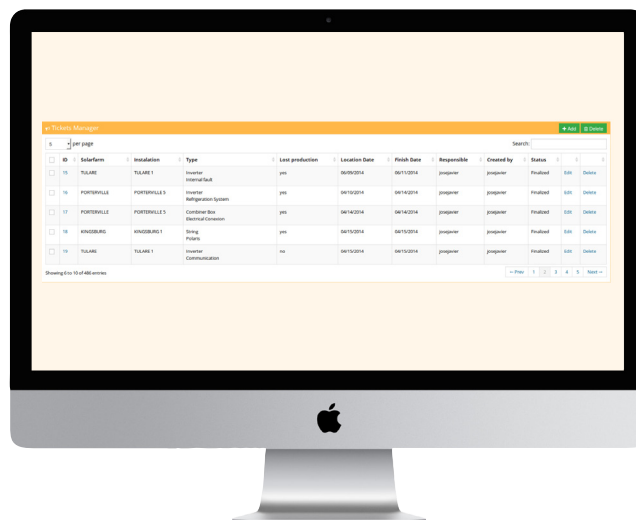 Tickets Manager + Add Delete
5 per page Search:
ID Solarfarm Instalation Type Lost production Location Date Finish Date Responsible Created by Status
15 TULARE TULARE 1 Inverter yes 06/09/2014 06/11/2014 josejavier josejavier Finalized Edit Delete
Internal fault
16 PORTERVILLE PORTERVILLE 5 Inverter yes 04/10/2014 04/14/2014 josejavier josejavier Finalized Edit Delete
Refrigeration System
17 PORTERVILLE PORTERVILLE 5 Combiner Box yes 04/14/2014 04/14/2014 josejavier josejavier Finalized Edit Delete
Electrical Conexion
18 KINGSBURG KINGSBURG 1 String yes 04/15/2014 04/15/2014 josejavier josejavier Finalized Edit Delete
Polaris
19 TULARE TULARE 1 Inverter no 04/15/2014 04/15/2014 josejavier josejavier Finalized Edit Delete
Communication
Showing 6 to 10 of 486 entries ← Prev 1 2 3 4 5 Next →